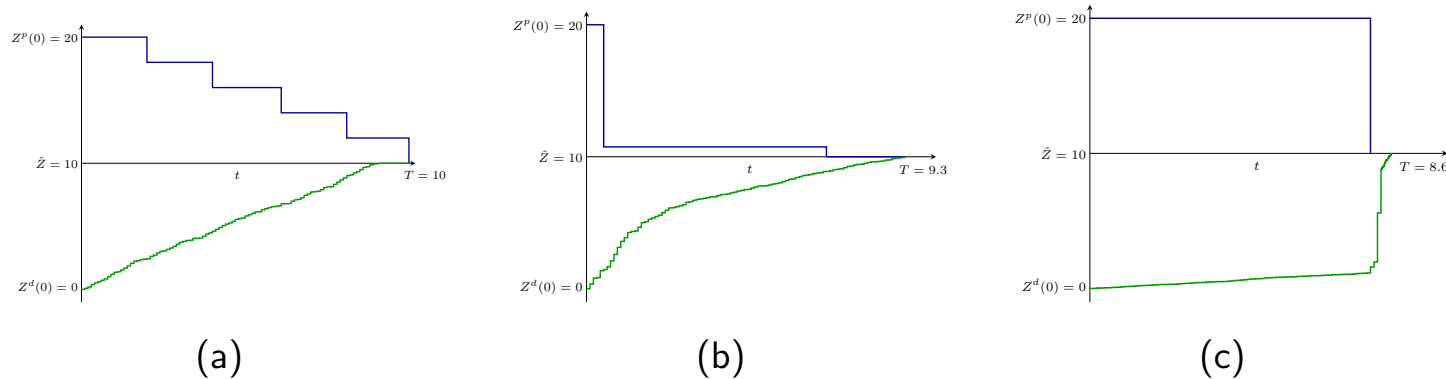 Z^p(0) = 20
Ẑ = 10
t
T = 10
Z^d(0) = 0
(a)
Z^p(0) = 20
Ẑ = 10
t
T = 9.3
Z^d(0) = 0
(b)
Z^p(0) = 20
Ẑ = 10
t
T = 8.6
Z^d(0) = 0
(c)